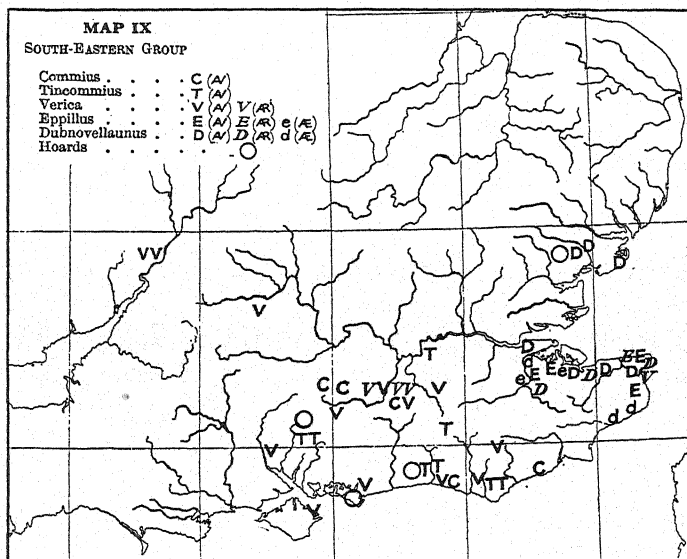 MAP IX
SOUTH-EASTERN GROUP
Commius . . . . C (AV)
Tincommius . . . . T (AV)
Verica . . . . V (AV) V (AR)
Eppillus . . . . E (AV) E (AR) e (Æ)
Dubnovellaunus . . . . D (AV) D (AR) d (Æ)
Hoards . . . . .
V V
D D
D
V
D
T
d
E E e D D D E E D
D V
e D
E
C C V V V V V
V C V
d d
T
T T
V
V
T T
C
V C V T T
V
V